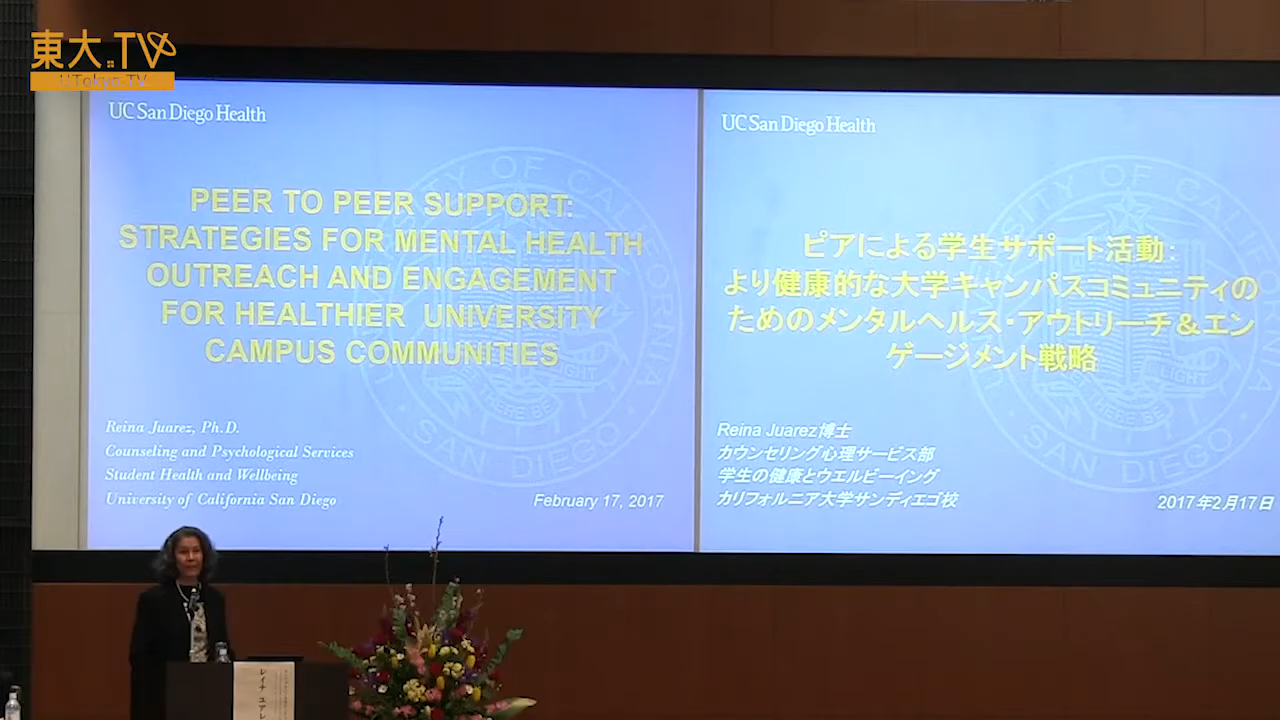 東大.TV
UTokyo.TV
UC San Diego Health
PEER TO PEER SUPPORT:
STRATEGIES FOR MENTAL HEALTH
OUTREACH AND ENGAGEMENT
FOR HEALTHIER UNIVERSITY
CAMPUS COMMUNITIES
Reina Juarez, Ph.D.
Counseling and Psychological Services
Student Health and Wellbeing
University of California San Diego
February 17, 2017
UC San Diego Health
ピアによる学生サポート活動：
より健康的な大学キャンパスコミュニティの
ためのメンタルヘルス・アウトリーチ＆エン
ゲージメント戦略
Reina Juarez博士
カウンセリング心理サービス部
学生の健康とウエルビーイング
カリフォルニア大学サンディエゴ校
2017年2月17日
レイナ ユアレ